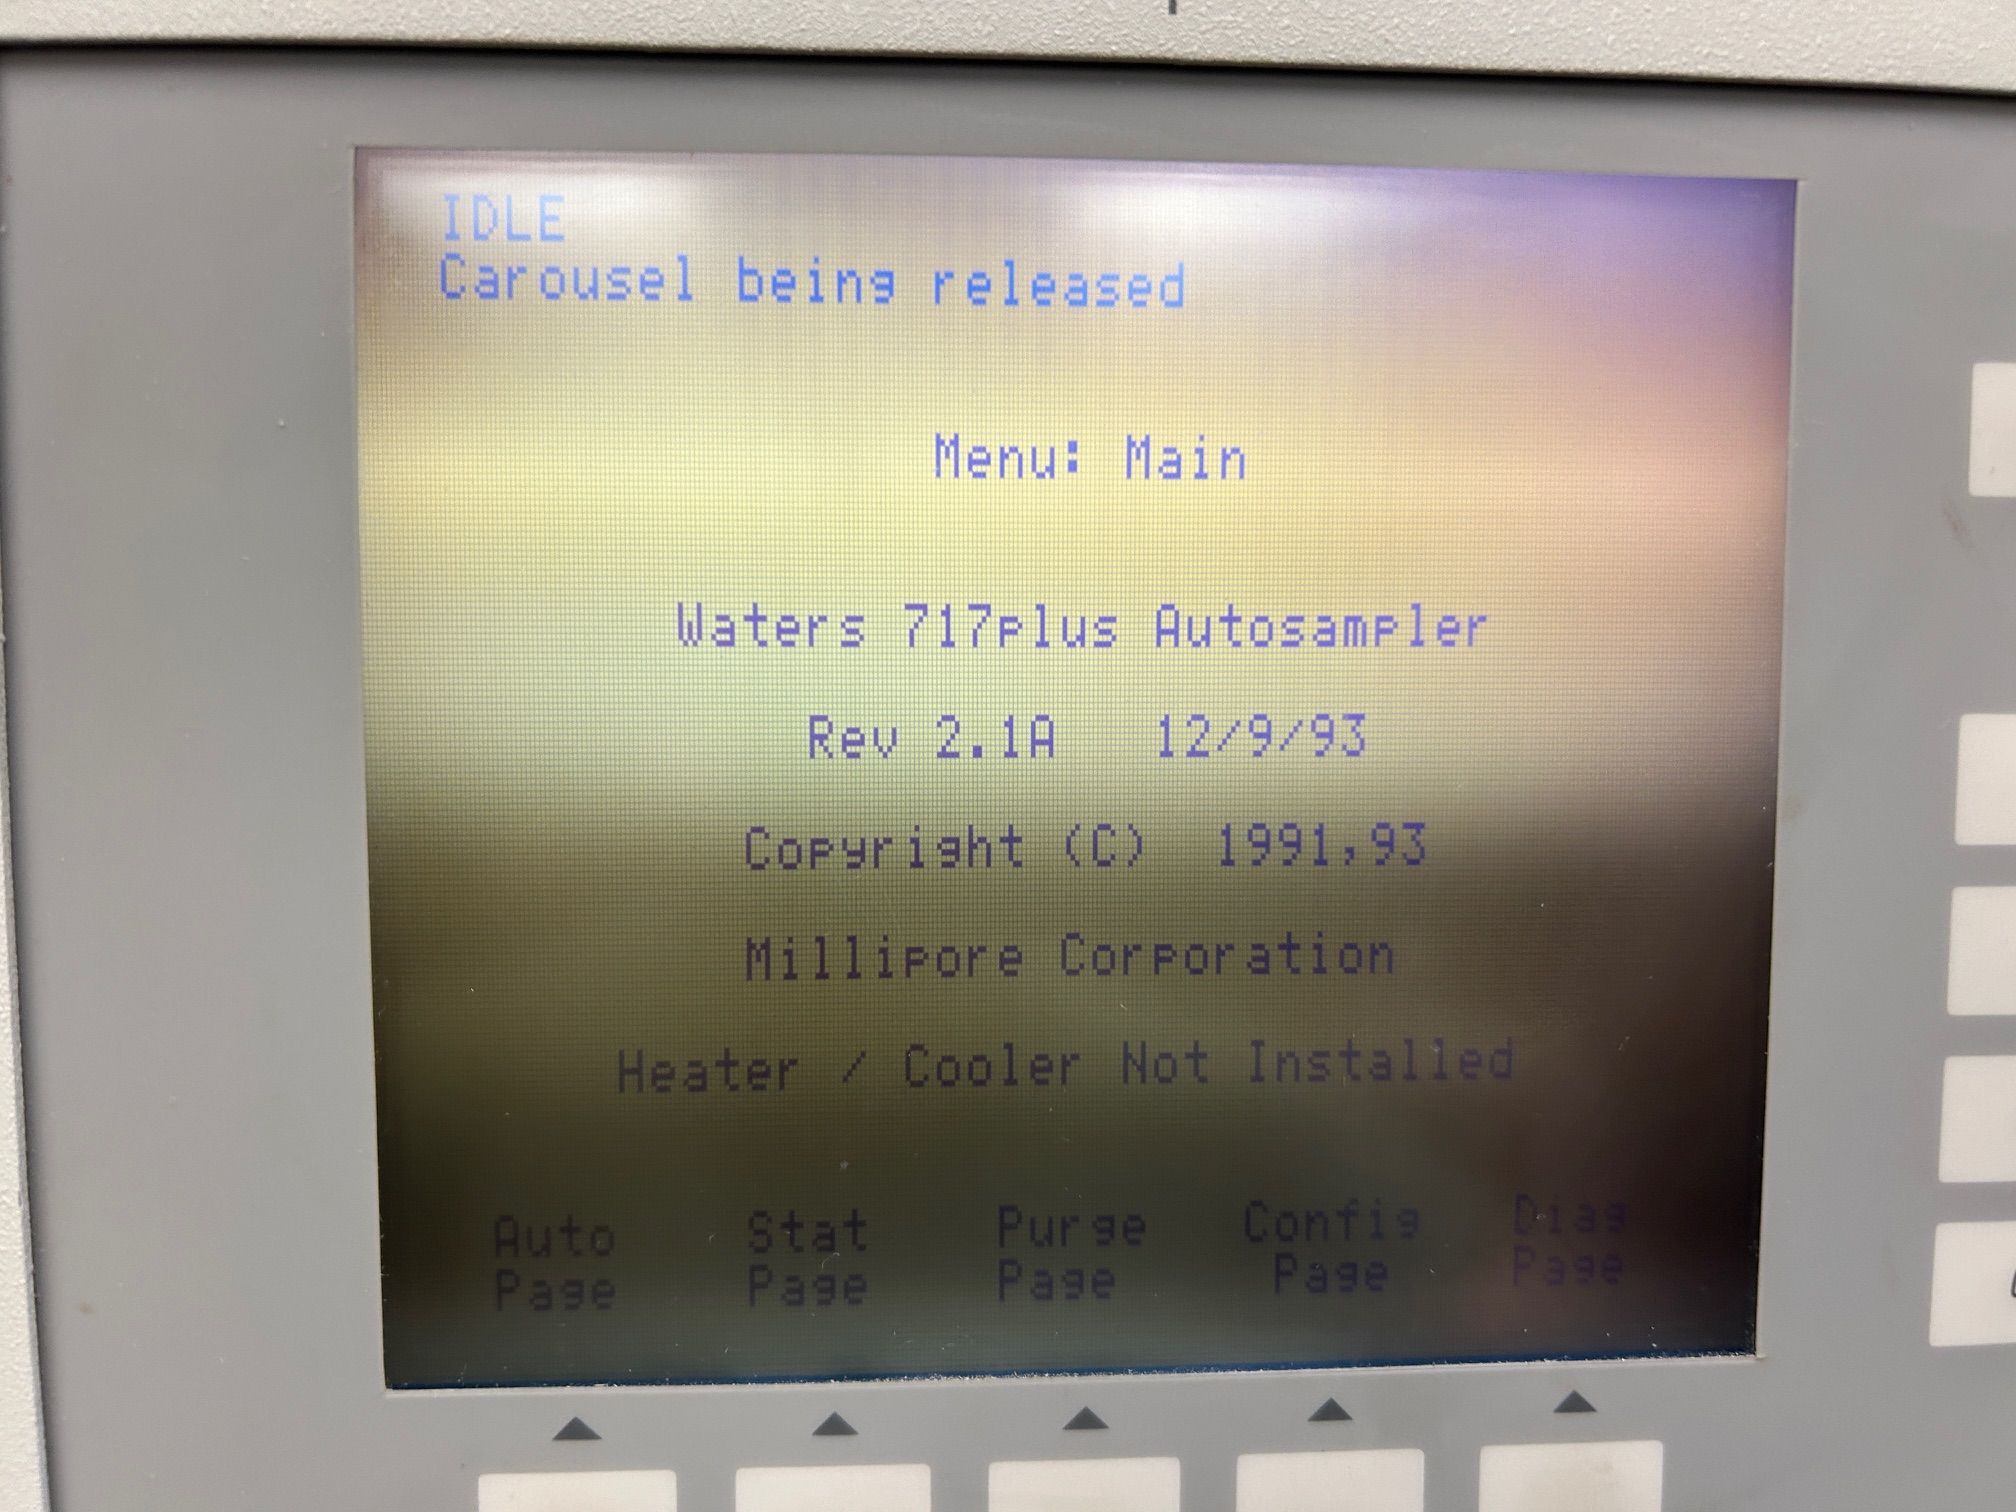 IDLE
Carousel being released
Menu: Main
Waters 717plus Autosampler
Rev 2.1A 12/9/93
Copyright (C) 1991,93
Millipore Corporation
Heater / Cooler Not Installed
Auto Stat Purge Config Diag
Page Page Page Page Page